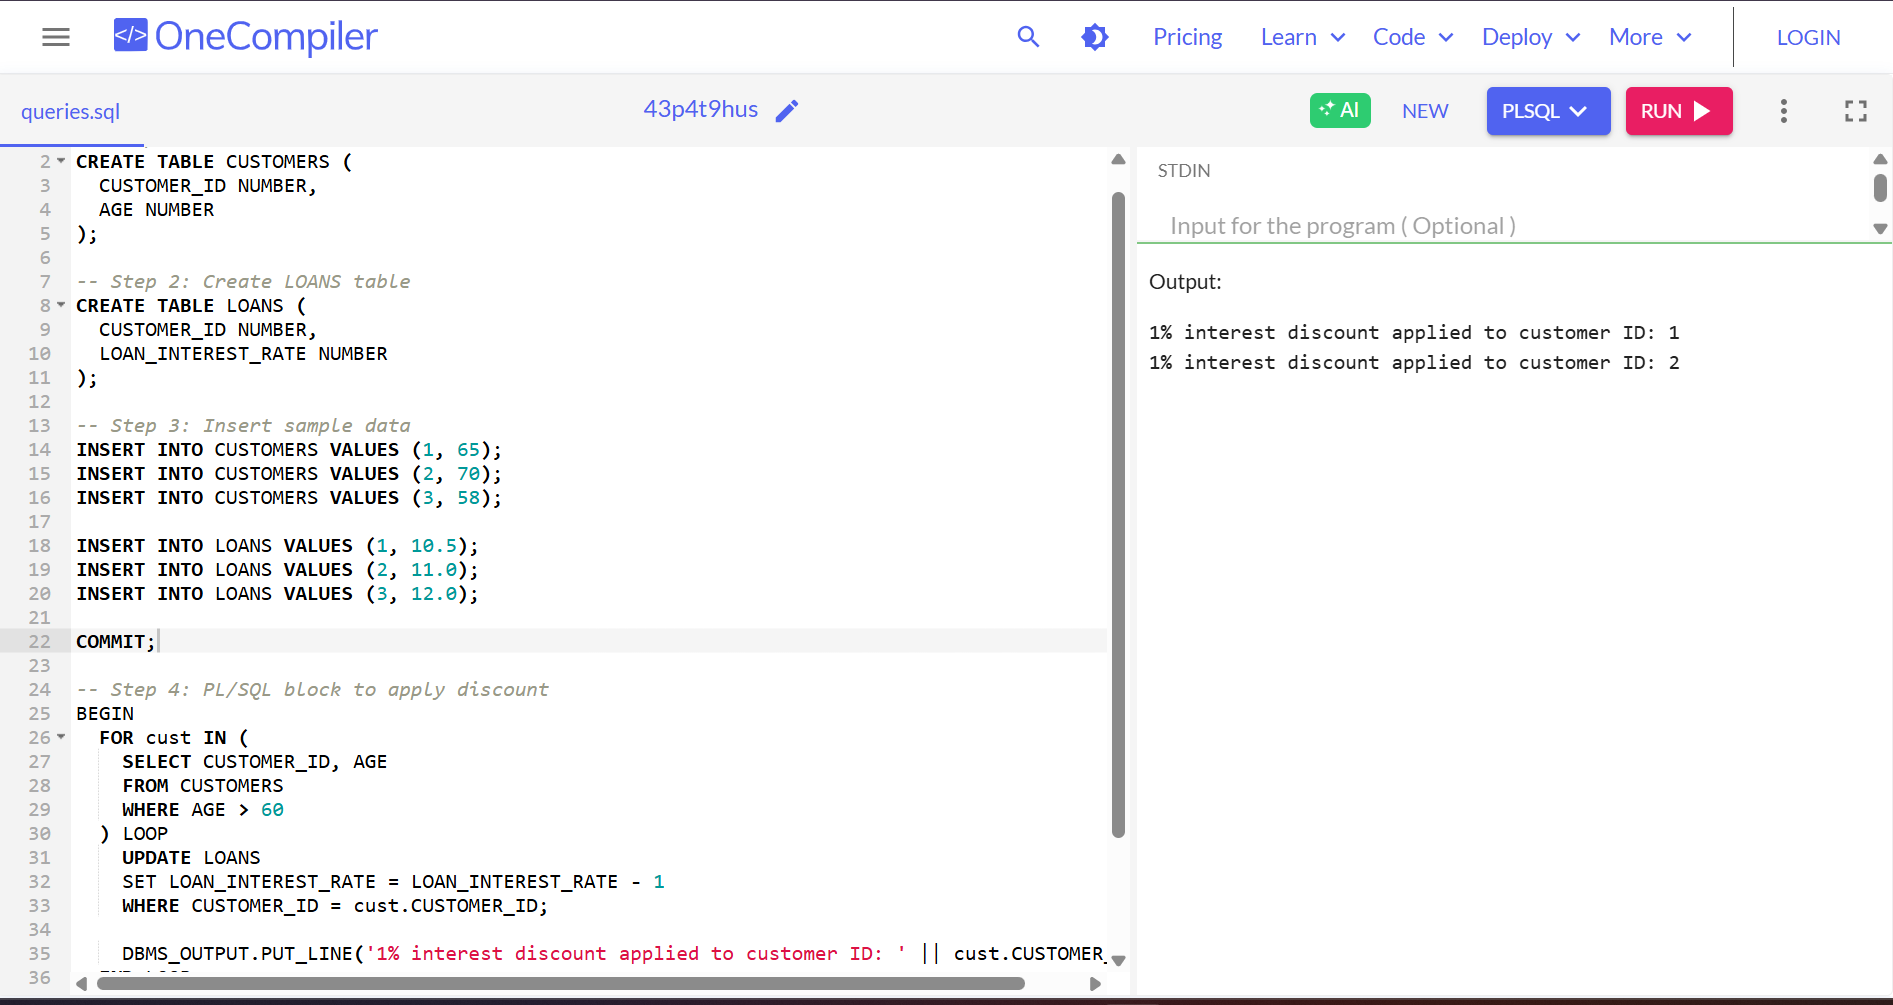 </> OneCompiler
Pricing Learn Code Deploy More LOGIN
queries.sql
43p4t9hus
AI NEW PLSQL RUN
2 CREATE TABLE CUSTOMERS (
3 CUSTOMER_ID NUMBER,
4 AGE NUMBER
5 );
6
7 -- Step 2: Create LOANS table
8 CREATE TABLE LOANS (
9 CUSTOMER_ID NUMBER,
10 LOAN_INTEREST_RATE NUMBER
11 );
12
13 -- Step 3: Insert sample data
14 INSERT INTO CUSTOMERS VALUES (1, 65);
15 INSERT INTO CUSTOMERS VALUES (2, 70);
16 INSERT INTO CUSTOMERS VALUES (3, 58);
17
18 INSERT INTO LOANS VALUES (1, 10.5);
19 INSERT INTO LOANS VALUES (2, 11.0);
20 INSERT INTO LOANS VALUES (3, 12.0);
21
22 COMMIT;
23
24 -- Step 4: PL/SQL block to apply discount
25 BEGIN
26 FOR cust IN (
27 SELECT CUSTOMER_ID, AGE
28 FROM CUSTOMERS
29 WHERE AGE > 60
30 ) LOOP
31 UPDATE LOANS
32 SET LOAN_INTEREST_RATE = LOAN_INTEREST_RATE - 1
33 WHERE CUSTOMER_ID = cust.CUSTOMER_ID;
34
35 DBMS_OUTPUT.PUT_LINE('1% interest discount applied to customer ID: ' || cust.CUSTOMER_
36
STDIN
Input for the program ( Optional )
Output:
1% interest discount applied to customer ID: 1
1% interest discount applied to customer ID: 2